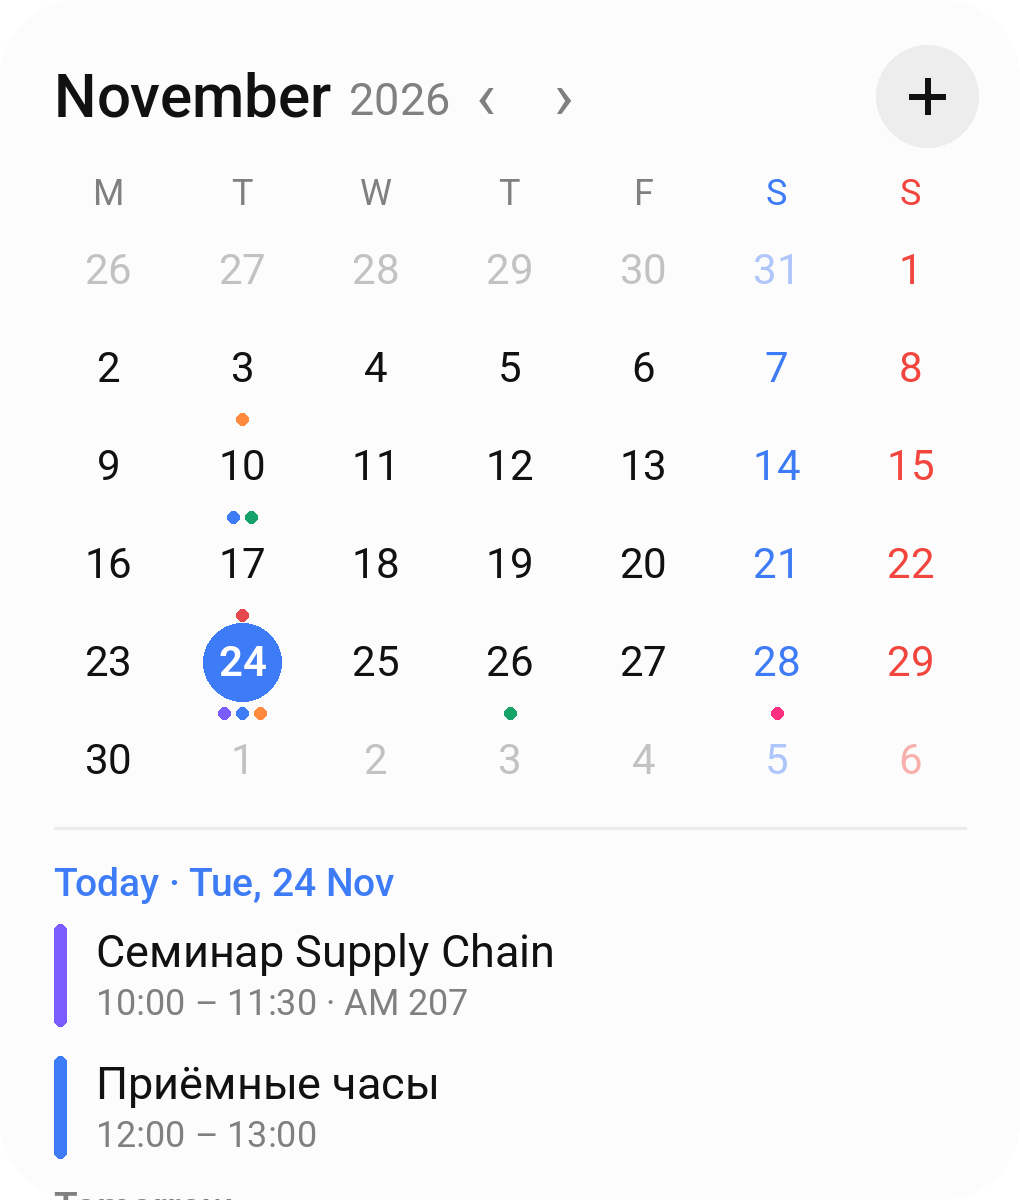 November 2026 ‹ ›
+
M T W T F S S
26 27 28 29 30 31 1
2 3 4 5 6 7 8
9 10 11 12 13 14 15
16 17 18 19 20 21 22
23 24 25 26 27 28 29
30 1 2 3 4 5 6
Today · Tue, 24 Nov
Семинар Supply Chain
10:00 – 11:30 · AM 207
Приёмные часы
12:00 – 13:00